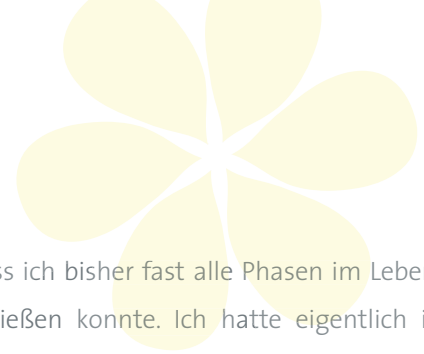 ss ich bisher fast alle Phasen im Lebe
ießen konnte. Ich hatte eigentlich i